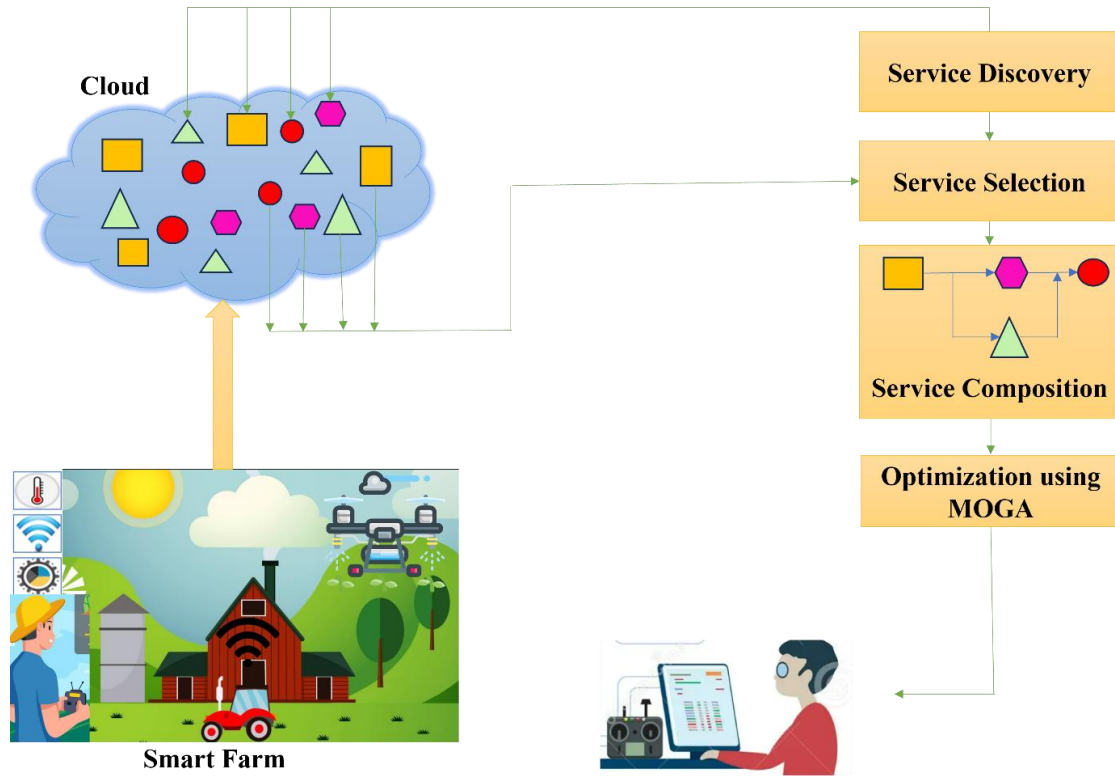 Cloud
Service Discovery
Service Selection
Service Composition
Optimization using
MOGA
Smart Farm